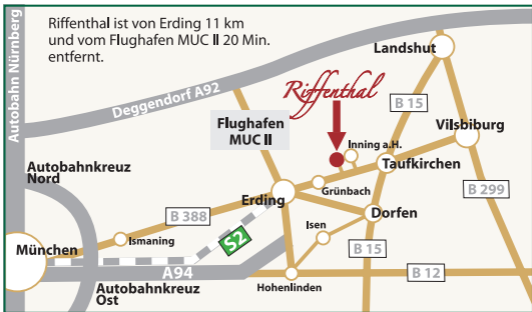 Riffenthal ist von Erding 11 km
und vom Flughafen MUC II 20 Min.
entfernt.
Autobahn Nürnberg
Deggendorf A92
Landshut
Riffenthal
B 15
Flughafen
MUC II
Vilsbiburg
Inning a.H.
Taufkirchen
Autobahnkreuz
Nord
Grünbach
Erding
B 299
B 388
Dorfen
Isen
S2
Ismaning
München
B 15
A94
B 12
Autobahnkreuz
Ost
Hohenlinden